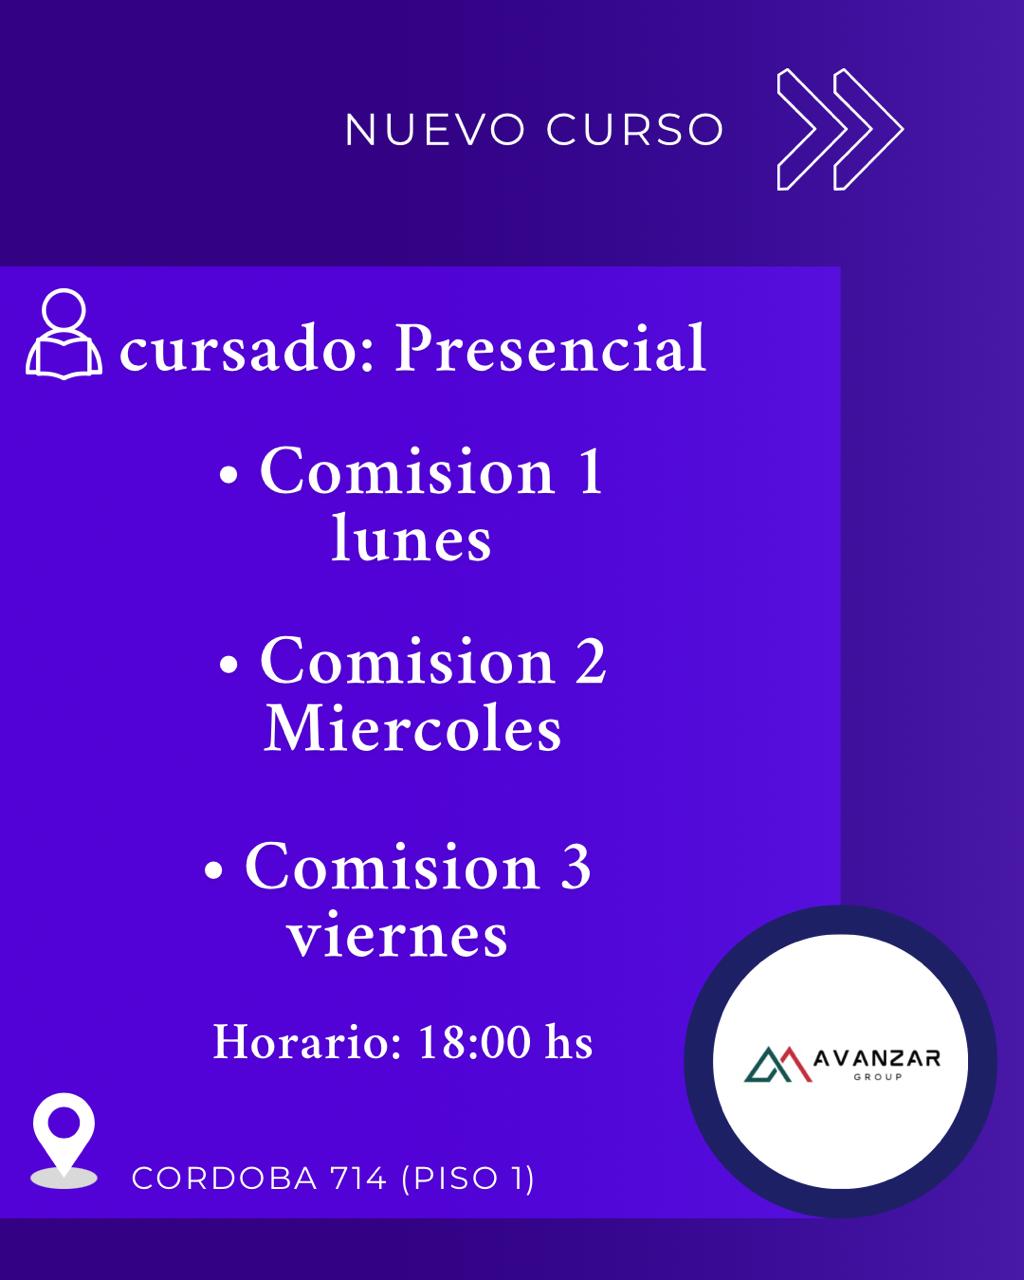 NUEVO CURSO
cursado: Presencial
• Comision 1
lunes
• Comision 2
Miercoles
• Comision 3
viernes
Horario: 18:00 hs
AVANZAR
GROUP
CORDOBA 714 (PISO 1)